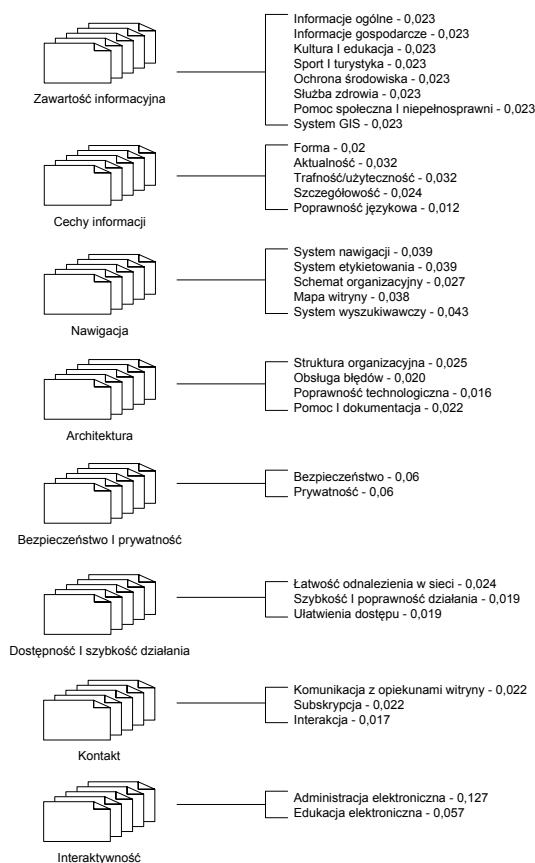 Informacje ogólne - 0,023
Informacje gospodarcze - 0,023
Kultura I edukacja - 0,023
Sport I turystyka - 0,023
Ochrona środowiska - 0,023
Służba zdrowia - 0,023
Pomoc społeczna I niepełnosprawni - 0,023
System GIS - 0,023
Zawartość informacyjna
Forma - 0,02
Aktualność - 0,032
Trafność/użyteczność - 0,032
Szczegółowość - 0,024
Poprawność językowa - 0,012
Cechy informacji
System nawigacji - 0,039
System etykietowania - 0,039
Schemat organizacyjny - 0,027
Mapa witryny - 0,038
System wyszukiwawczy - 0,043
Nawigacja
Struktura organizacyjna - 0,025
Obsługa błędów - 0,020
Poprawność technologiczna - 0,016
Pomoc I dokumentacja - 0,022
Architektura
Bezpieczeństwo - 0,06
Prywatność - 0,06
Bezpieczeństwo I prywatność
Łatwość odnalezienia w sieci - 0,024
Szybkość I poprawność działania - 0,019
Ułatwienia dostępu - 0,019
Dostępność I szybkość działania
Komunikacja z opiekunami witryny - 0,022
Subskrypcja - 0,022
Interakcja - 0,017
Kontakt
Administracja elektroniczna - 0,127
Edukacja elektroniczna - 0,057
Interaktywność